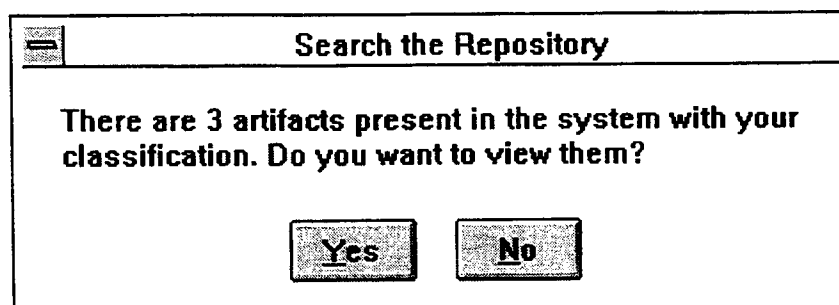 Search the Repository
There are 3 artifacts present in the system with your
classification. Do you want to view them?
Yes
No